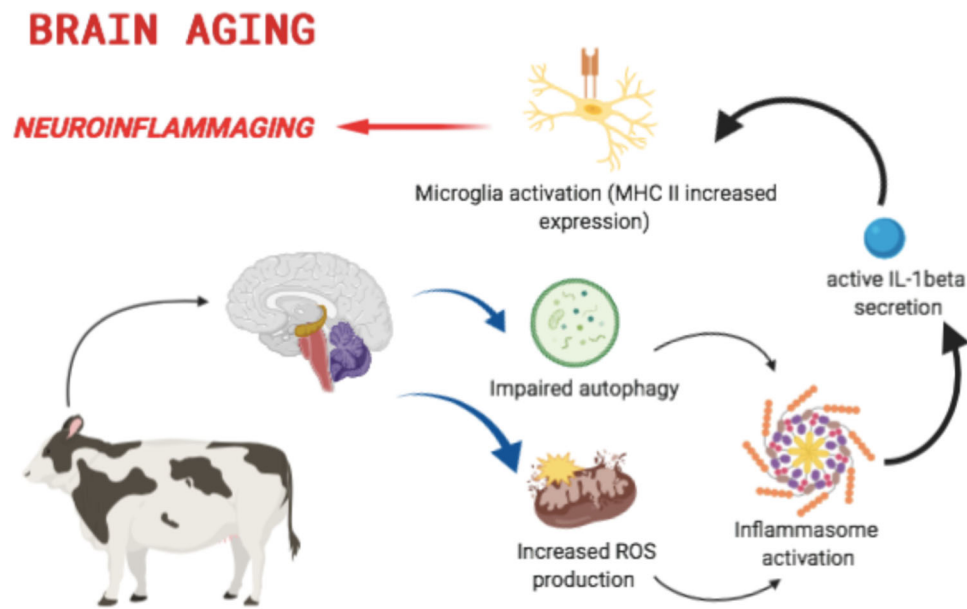 BRAIN AGING
NEUROINFLAMMAGING
Microglia activation (MHC II increased
expression)
active IL-1beta
secretion
Impaired autophagy
Increased ROS
production
Inflammasome
activation